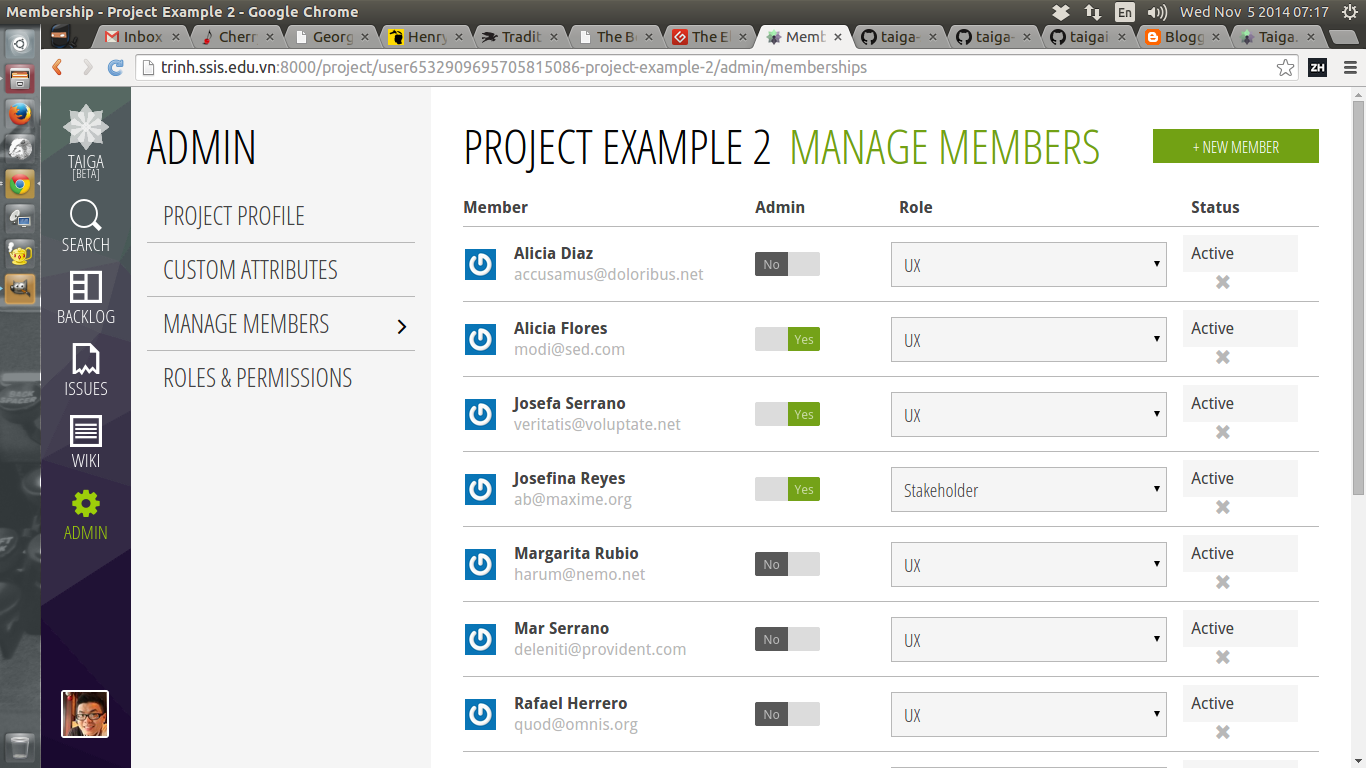 Membership - Project Example 2 - Google Chrome
En
Wed Nov 5 2014 07:17
Inbox
Cherr
Georg
Henry
Tradit
The Bo
The El
Memb
taiga-
taiga-
taigai
Blogg
Taiga.
trinh.ssis.edu.vn:8000/project/user6532909695705815086-project-example-2/admin/memberships
ZH
TAIGA
[BETA]
SEARCH
BACKLOG
ISSUES
WIKI
ADMIN
ADMIN
PROJECT PROFILE
CUSTOM ATTRIBUTES
MANAGE MEMBERS
ROLES & PERMISSIONS
PROJECT EXAMPLE 2 MANAGE MEMBERS
+ NEW MEMBER
Member Admin Role Status
Alicia Diaz
accusamus@doloribus.net
No
UX
Active
Alicia Flores
modi@sed.com
Yes
UX
Active
Josefa Serrano
veritatis@voluptate.net
Yes
UX
Active
Josefina Reyes
ab@maxime.org
Yes
Stakeholder
Active
Margarita Rubio
harum@nemo.net
No
UX
Active
Mar Serrano
deleniti@provident.com
No
UX
Active
Rafael Herrero
quod@omnis.org
No
UX
Active